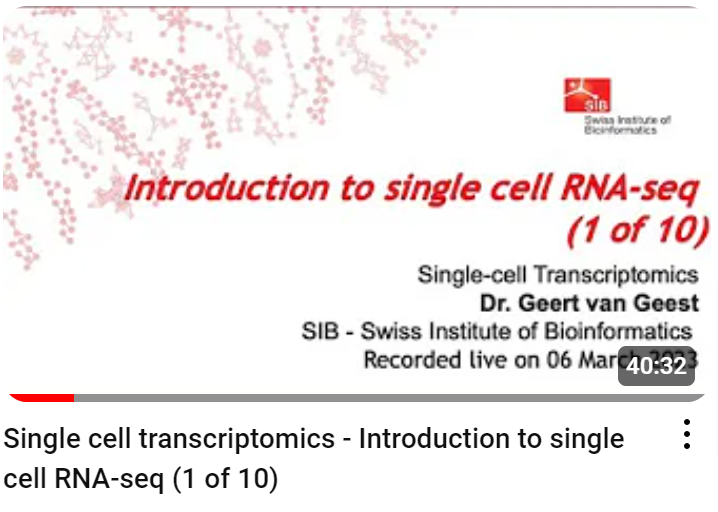 SIB
Swiss Institute of
Bioinformatics
Introduction to single cell RNA-seq
(1 of 10)
Single-cell Transcriptomics
Dr. Geert van Geest
SIB - Swiss Institute of Bioinformatics
Recorded live on 06 March
40:32
Single cell transcriptomics - Introduction to single
cell RNA-seq (1 of 10)